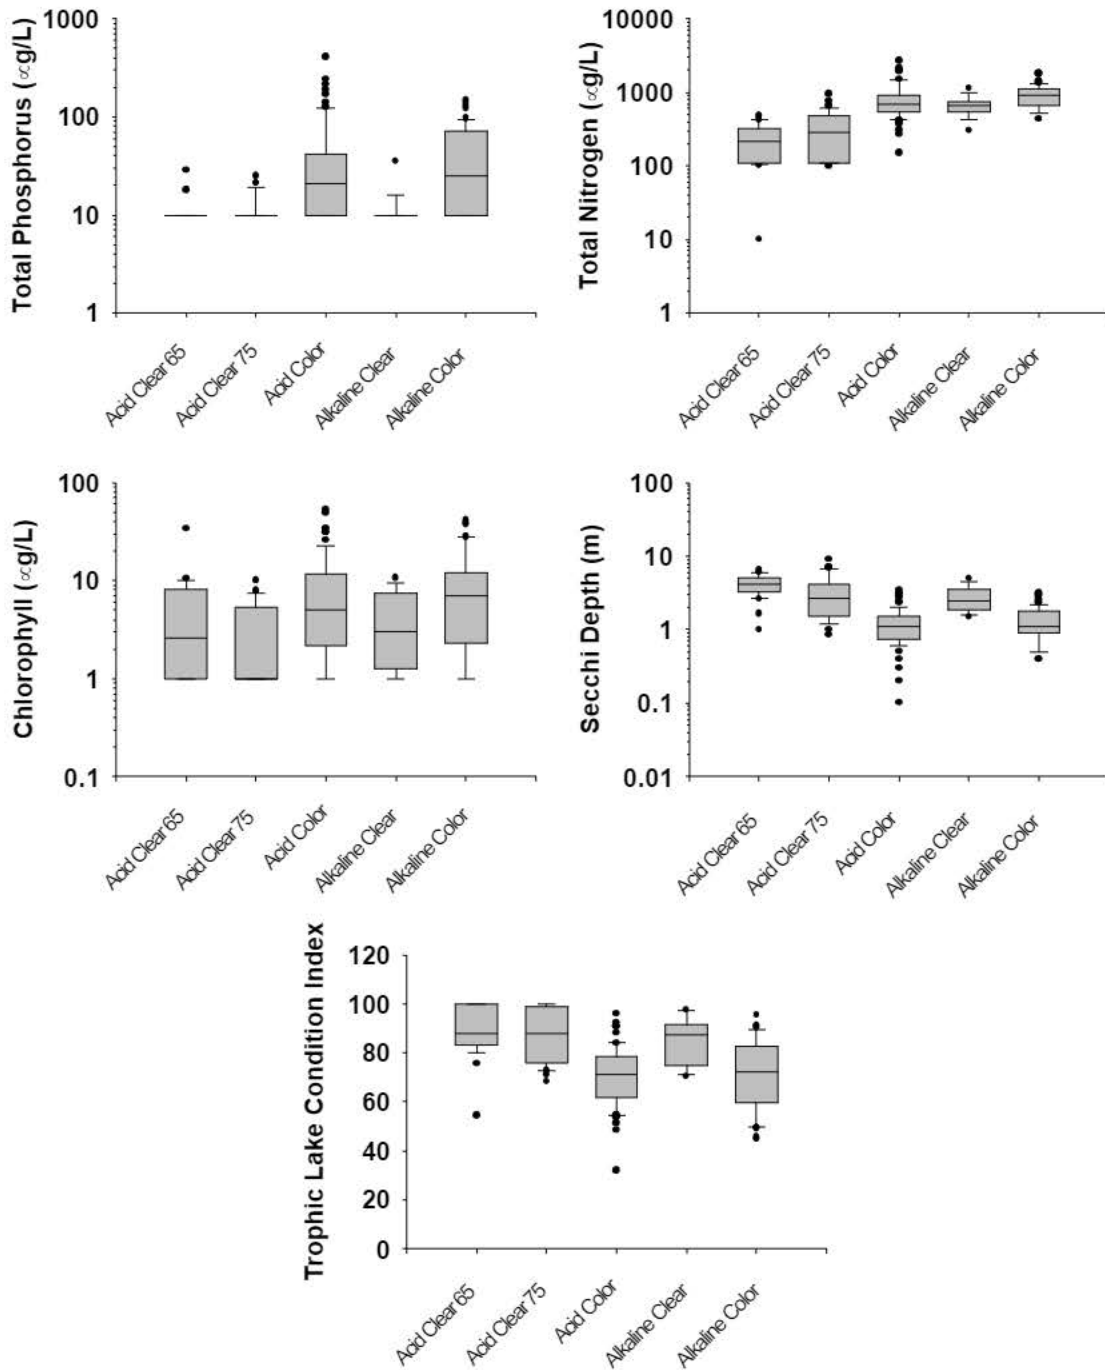 Total Phosphorus (∝g/L)
1000
100
10
1
Acid Clear 65
Acid Clear 75
Acid Color
Alkaline Clear
Alkaline Color
Total Nitrogen (∝g/L)
10000
1000
100
10
1
Acid Clear 65
Acid Clear 75
Acid Color
Alkaline Clear
Alkaline Color
Chlorophyll (∝g/L)
100
10
1
0.1
Acid Clear 65
Acid Clear 75
Acid Color
Alkaline Clear
Alkaline Color
Secchi Depth (m)
100
10
1
0.1
0.01
Acid Clear 65
Acid Clear 75
Acid Color
Alkaline Clear
Alkaline Color
Trophic Lake Condition Index
120
100
80
60
40
20
0
Acid Clear 65
Acid Clear 75
Acid Color
Alkaline Clear
Alkaline Color